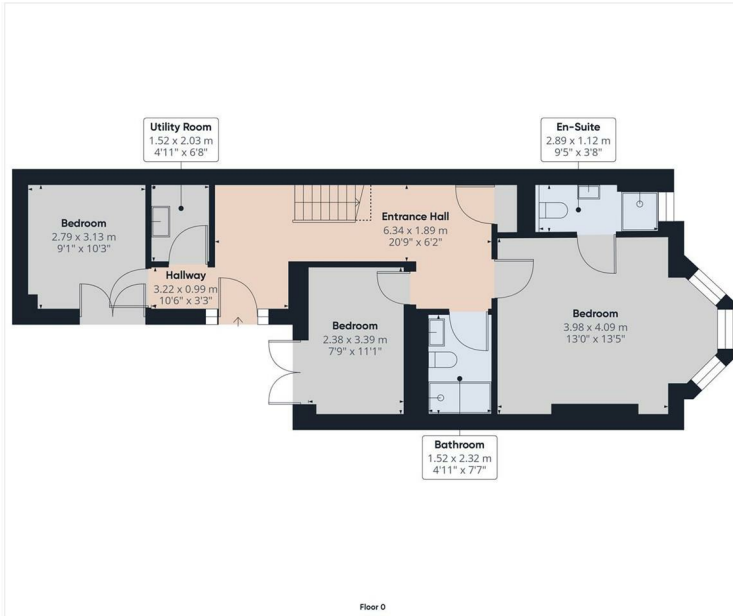 Utility Room
1.52 x 2.03 m
4'11" x 6'8"
En-Suite
2.89 x 1.12 m
9'5" x 3'8"
Bedroom
2.79 x 3.13 m
9'1" x 10'3"
Entrance Hall
6.34 x 1.89 m
20'9" x 6'2"
Hallway
3.22 x 0.99 m
10'6" x 3'3"
Bedroom
2.38 x 3.39 m
7'9" x 11'1"
Bedroom
3.98 x 4.09 m
13'0" x 13'5"
Bathroom
1.52 x 2.32 m
4'11" x 7'7"
Floor 0